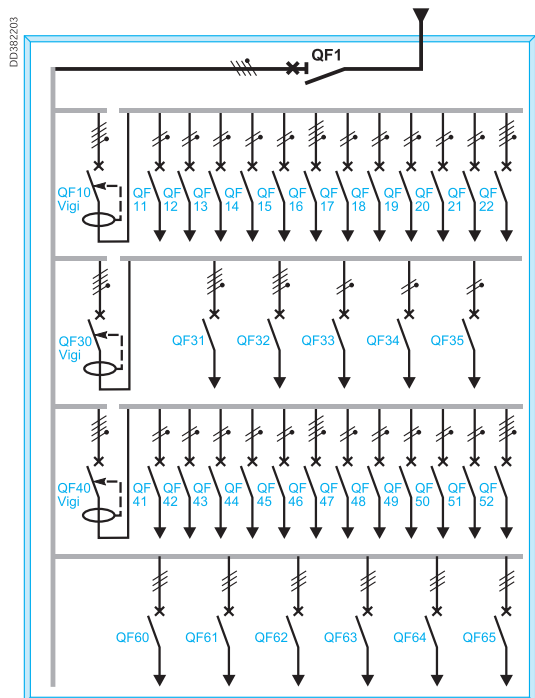 DD382203
QF1
QF10 QF QF QF QF QF QF QF QF QF QF QF QF
Vigi 11 12 13 14 15 16 17 18 19 20 21 22
QF30 QF31 QF32 QF33 QF34 QF35
Vigi
QF40 QF QF QF QF QF QF QF QF QF QF QF QF
Vigi 41 42 43 44 45 46 47 48 49 50 51 52
QF60 QF61 QF62 QF63 QF64 QF65